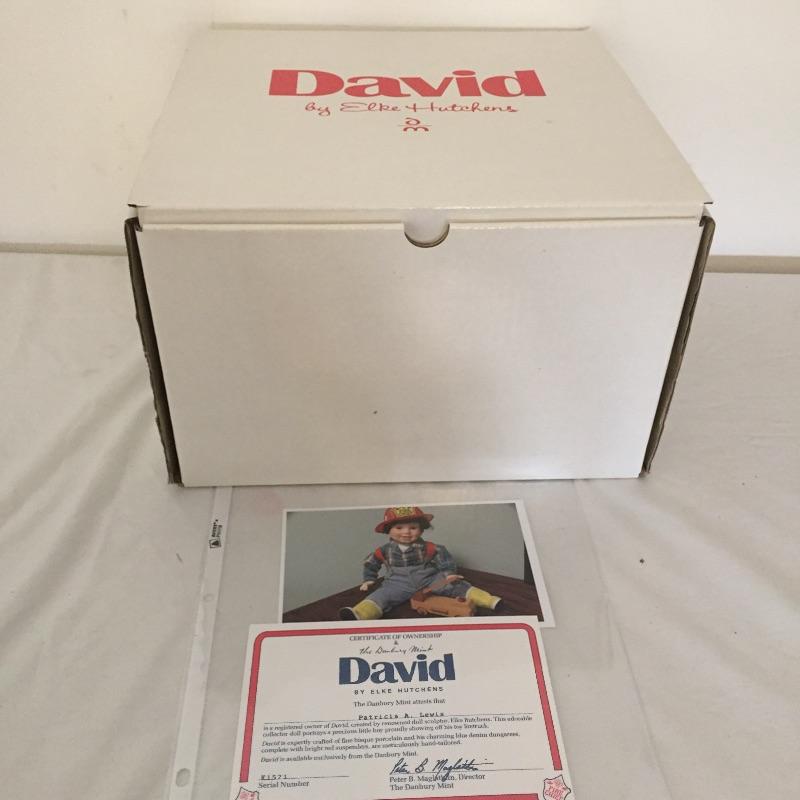 David
by Elke Hutchens
CERTIFICATE OF OWNERSHIP
&
The Danbury Mint
David
BY ELKE HUTCHENS
The Danbury Mint attests that
Patricia A. Lewis
is a registered owner of David, created by renowned doll sculptor, Elke Hutchens. This adorable
collector doll portrays a precious little boy proudly showing off his toy firetruck.
David is expertly crafted of fine bisque porcelain and his charming blue denim dungarees,
complete with bright red suspenders, are meticulously hand-tailored.
David is available exclusively from the Danbury Mint.
K1571
Serial Number
Peter B. Maglathlin
Peter B. Maglathlin, Director
The Danbury Mint